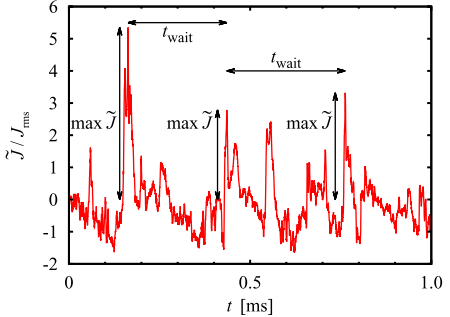 6
5
4
3
2
1
0
-1
-2
J̃ / J_rms
t_wait
t_wait
max J̃
max J̃
max J̃
0
0.5
1.0
t [ms]